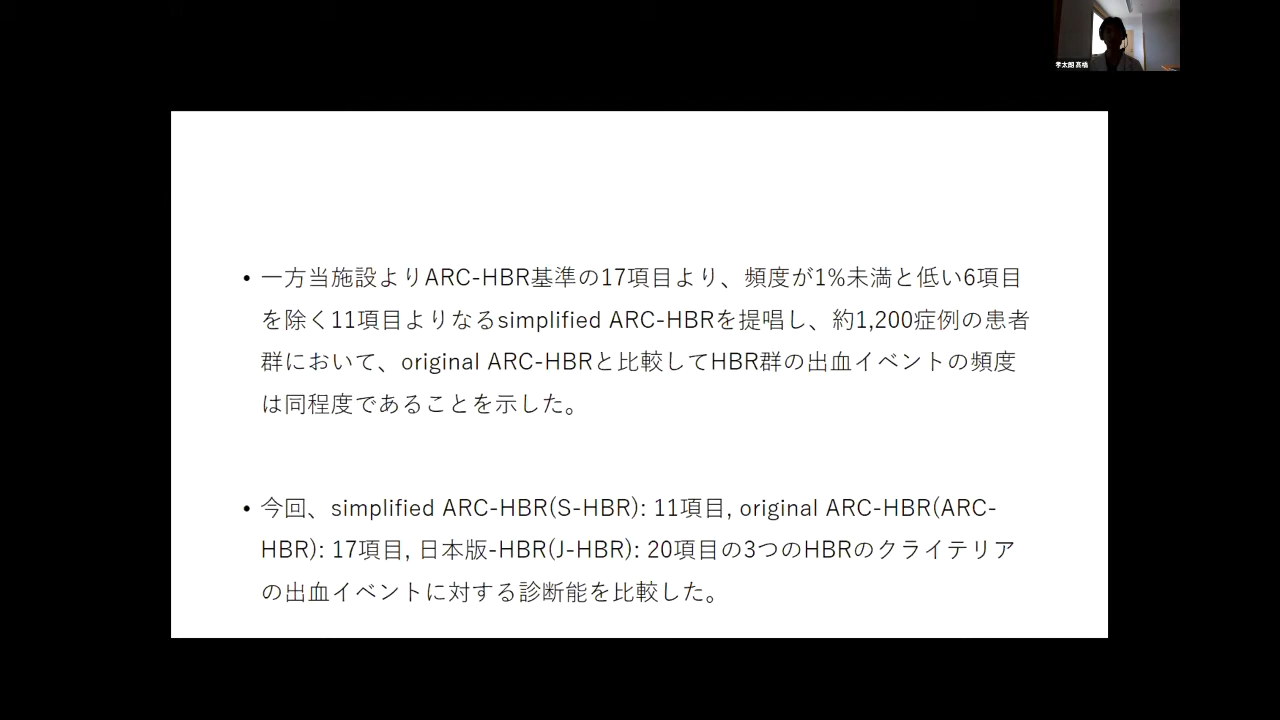 孝太朗 髙橋
• 一方当施設よりARC-HBR基準の17項目より、頻度が1%未満と低い6項目
を除く11項目よりなるsimplified ARC-HBRを提唱し、約1,200症例の患者
群において、original ARC-HBRと比較してHBR群の出血イベントの頻度
は同程度であることを示した。
• 今回、simplified ARC-HBR(S-HBR): 11項目, original ARC-HBR(ARC-
HBR): 17項目, 日本版-HBR(J-HBR): 20項目の3つのHBRのクライテリア
の出血イベントに対する診断能を比較した。